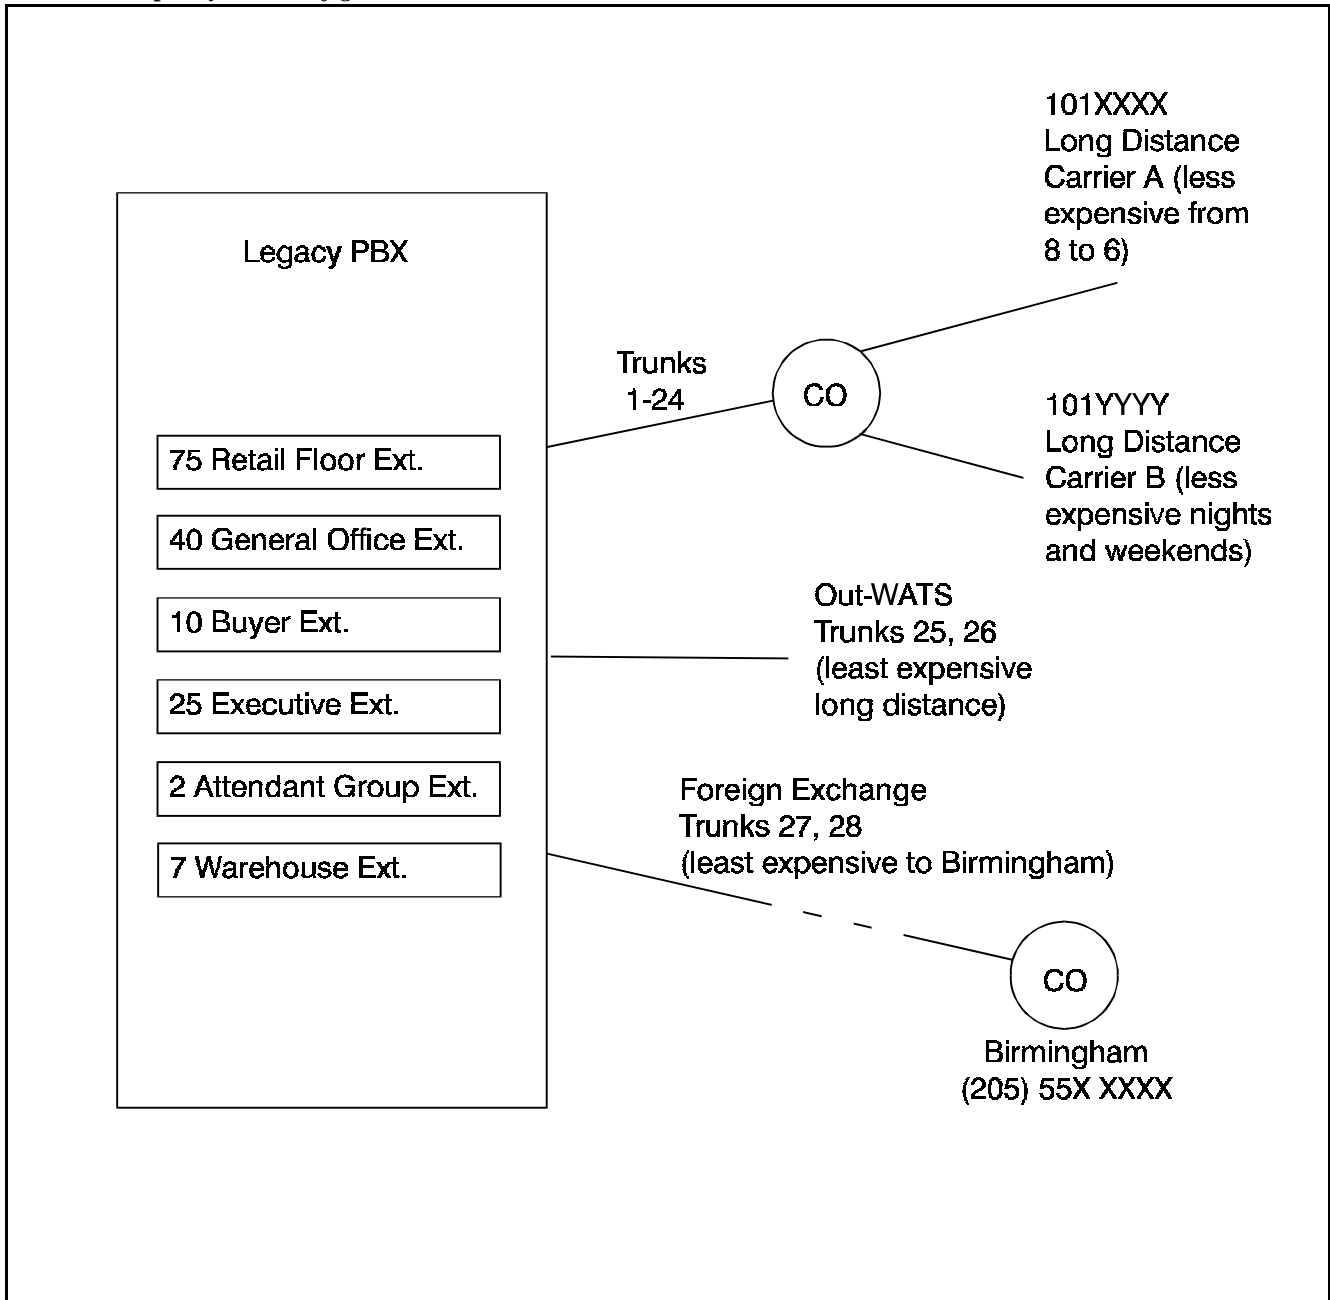 Legacy PBX
75 Retail Floor Ext.
40 General Office Ext.
10 Buyer Ext.
25 Executive Ext.
2 Attendant Group Ext.
7 Warehouse Ext.
Trunks
1-24
CO
101XXXX
Long Distance
Carrier A (less
expensive from
8 to 6)
101YYYY
Long Distance
Carrier B (less
expensive nights
and weekends)
Out-WATS
Trunks 25, 26
(least expensive
long distance)
Foreign Exchange
Trunks 27, 28
(least expensive to Birmingham)
CO
Birmingham
(205) 55X XXXX